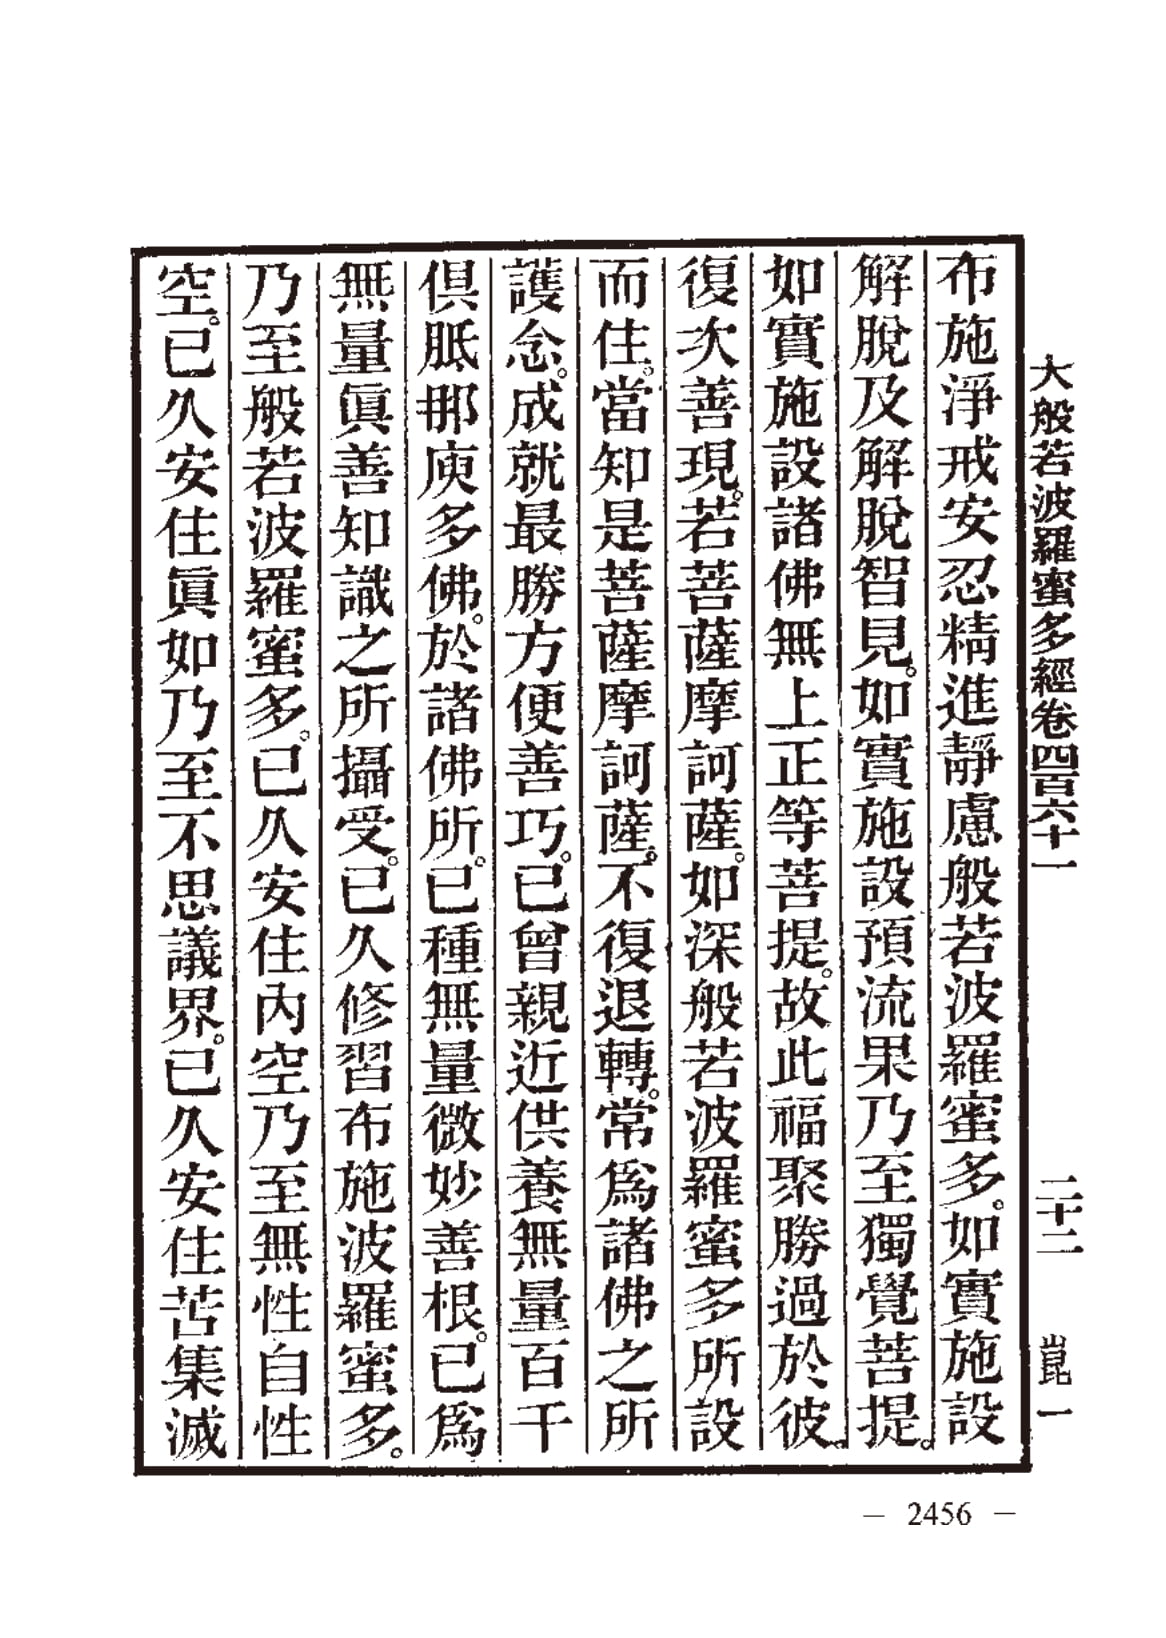 大般若波羅蜜多經卷四百六十一 二十二 崑一
布施淨戒安忍精進靜慮般若波羅蜜多。如實施設
解脫及解脫智見。如實施設預流果乃至獨覺菩提。
如實施設諸佛無上正等菩提。故此福聚勝過於彼。
復次善現。若菩薩摩訶薩。如深般若波羅蜜多所設
而住。當知是菩薩摩訶薩。不復退轉。常爲諸佛之所
護念。成就最勝方便善巧。已曾親近供養無量百千
俱胝那庾多佛。於諸佛所。已種無量微妙善根。已爲
無量眞善知識之所攝受。已久修習布施波羅蜜多。
乃至般若波羅蜜多。已久安住內空乃至無性自性
空。已久安住眞如乃至不思議界。已久安住苦集滅
— 2456 —